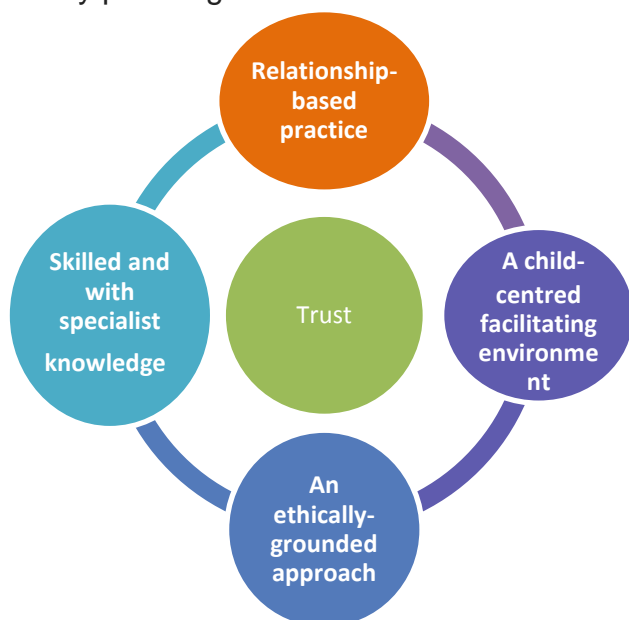 Relationship-
based
practice
Skilled and
with
specialist
knowledge
Trust
A child-
centred
facilitating
environme
nt
An
ethically-
grounded
approach